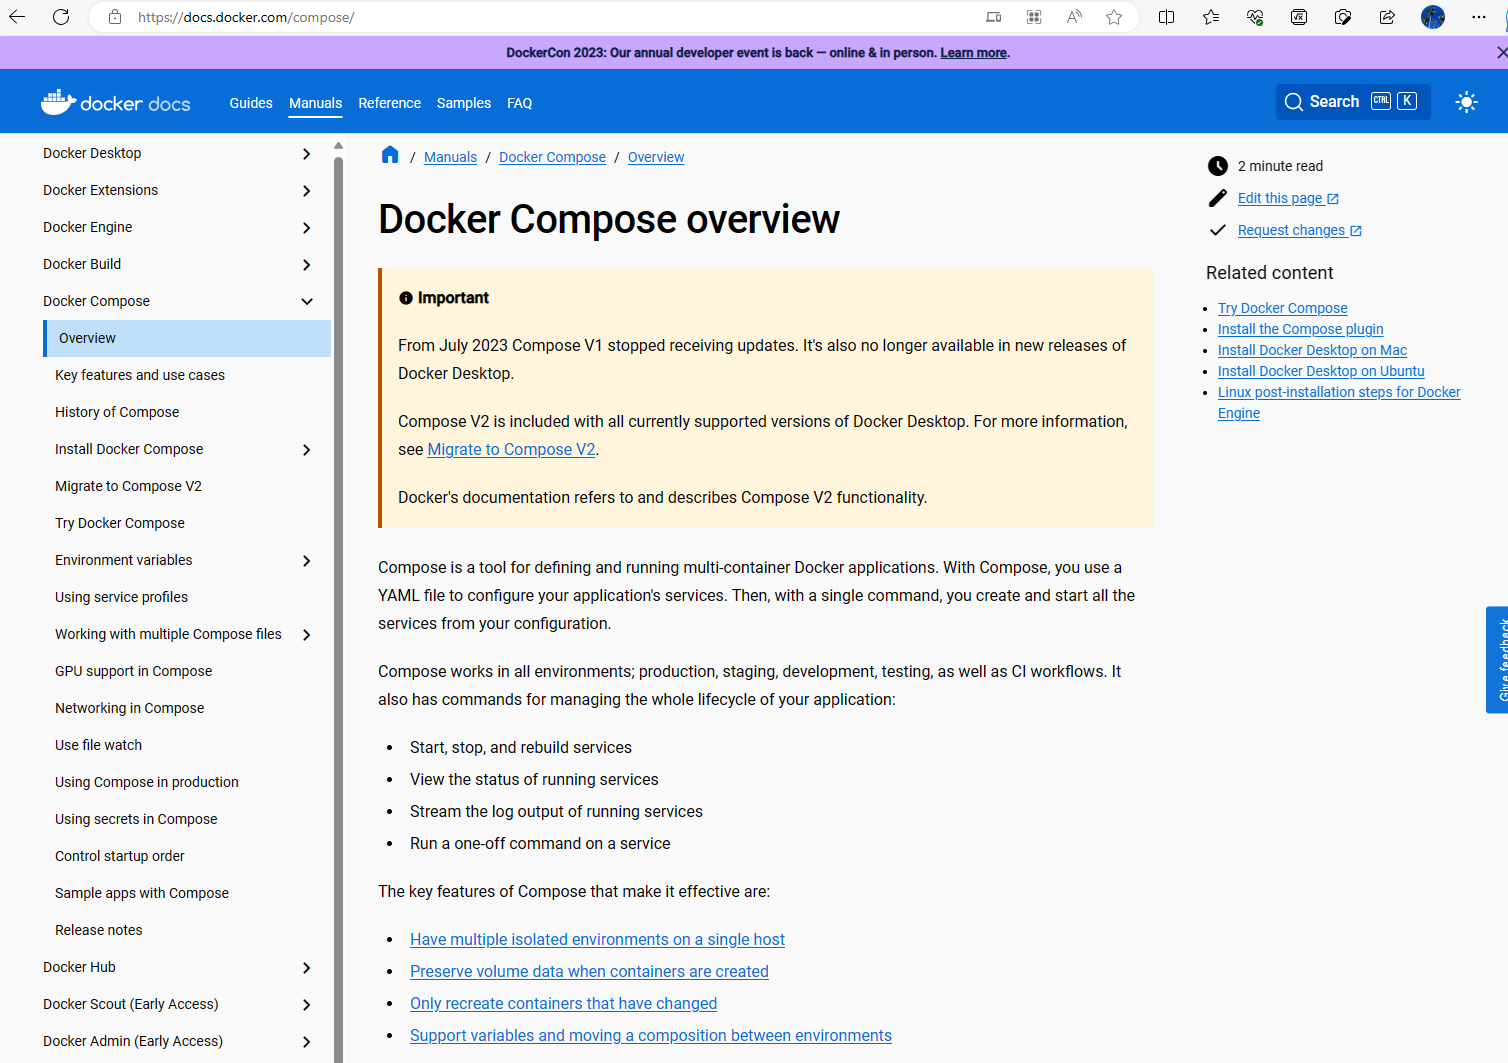 https://docs.docker.com/compose/
DockerCon 2023: Our annual developer event is back — online & in person. Learn more.
docker docs
Guides
Manuals
Reference
Samples
FAQ
Search CTRL K
Docker Desktop
Docker Extensions
Docker Engine
Docker Build
Docker Compose
Overview
Key features and use cases
History of Compose
Install Docker Compose
Migrate to Compose V2
Try Docker Compose
Environment variables
Using service profiles
Working with multiple Compose files
GPU support in Compose
Networking in Compose
Use file watch
Using Compose in production
Using secrets in Compose
Control startup order
Sample apps with Compose
Release notes
Docker Hub
Docker Scout (Early Access)
Docker Admin (Early Access)
/ Manuals / Docker Compose / Overview
Docker Compose overview
Important
From July 2023 Compose V1 stopped receiving updates. It's also no longer available in new releases of
Docker Desktop.
Compose V2 is included with all currently supported versions of Docker Desktop. For more information,
see Migrate to Compose V2.
Docker's documentation refers to and describes Compose V2 functionality.
Compose is a tool for defining and running multi-container Docker applications. With Compose, you use a
YAML file to configure your application's services. Then, with a single command, you create and start all the
services from your configuration.
Compose works in all environments; production, staging, development, testing, as well as CI workflows. It
also has commands for managing the whole lifecycle of your application:
• Start, stop, and rebuild services
• View the status of running services
• Stream the log output of running services
• Run a one-off command on a service
The key features of Compose that make it effective are:
• Have multiple isolated environments on a single host
• Preserve volume data when containers are created
• Only recreate containers that have changed
• Support variables and moving a composition between environments
2 minute read
Edit this page
Request changes
Related content
• Try Docker Compose
• Install the Compose plugin
• Install Docker Desktop on Mac
• Install Docker Desktop on Ubuntu
• Linux post-installation steps for Docker
Engine
Give feedback